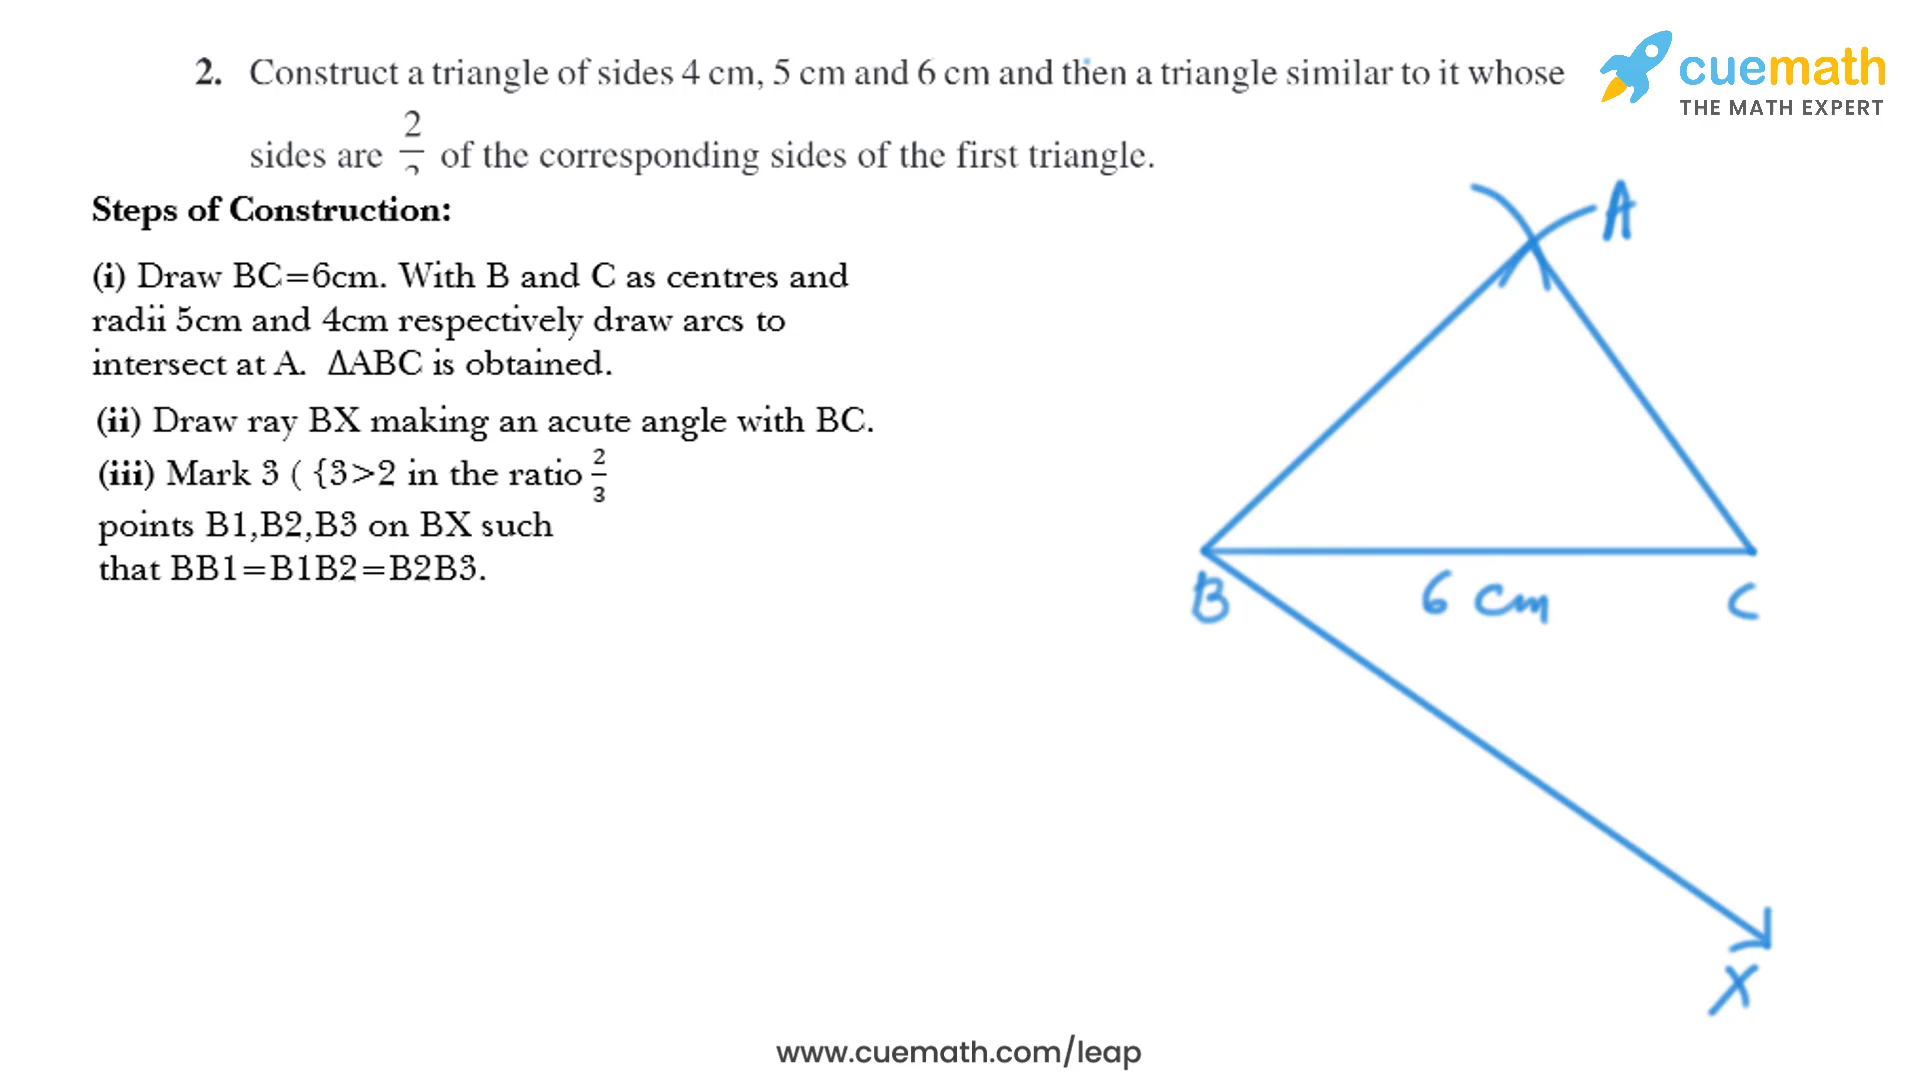 2. Construct a triangle of sides 4 cm, 5 cm and 6 cm and then a triangle similar to it whose
sides are 2/ of the corresponding sides of the first triangle.
cuemath
THE MATH EXPERT
Steps of Construction:
(i) Draw BC=6cm. With B and C as centres and
radii 5cm and 4cm respectively draw arcs to
intersect at A. ΔABC is obtained.
(ii) Draw ray BX making an acute angle with BC.
(iii) Mark 3 ( {3>2 in the ratio 2/3
points B1,B2,B3 on BX such
that BB1=B1B2=B2B3.
A
B
6 cm
C
X
www.cuemath.com/leap